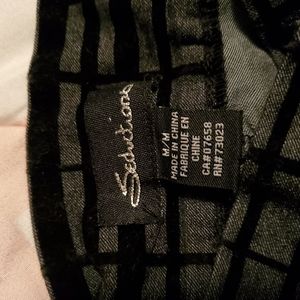 Seductions
M/M
MADE IN CHINA
FABRIQUE EN
CHINE
CA#07658
RN#73023